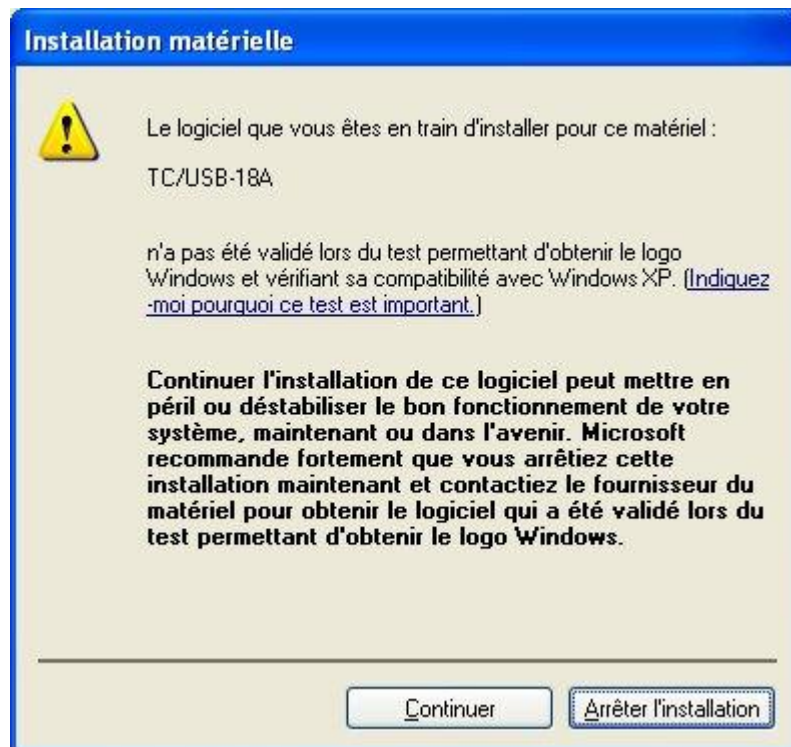 Installation matérielle
Le logiciel que vous êtes en train d'installer pour ce matériel :
TC/USB-18A
n'a pas été validé lors du test permettant d'obtenir le logo
Windows et vérifiant sa compatibilité avec Windows XP. (Indiquez
-moi pourquoi ce test est important.)
Continuer l'installation de ce logiciel peut mettre en
péril ou déstabiliser le bon fonctionnement de votre
système, maintenant ou dans l'avenir. Microsoft
recommande fortement que vous arrêtiez cette
installation maintenant et contactiez le fournisseur du
matériel pour obtenir le logiciel qui a été validé lors du
test permettant d'obtenir le logo Windows.
Continuer
Arrêter l'installation